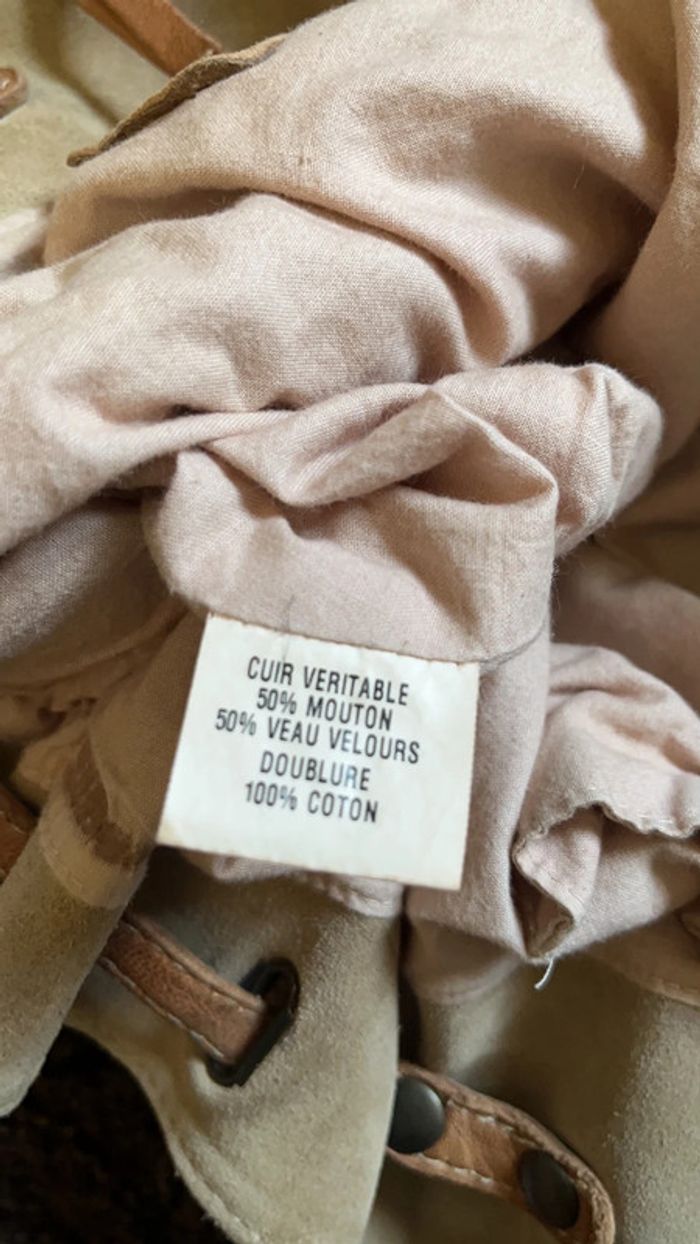 CUIR VERITABLE
50% MOUTON
50% VEAU VELOURS
DOUBLURE
100% COTON